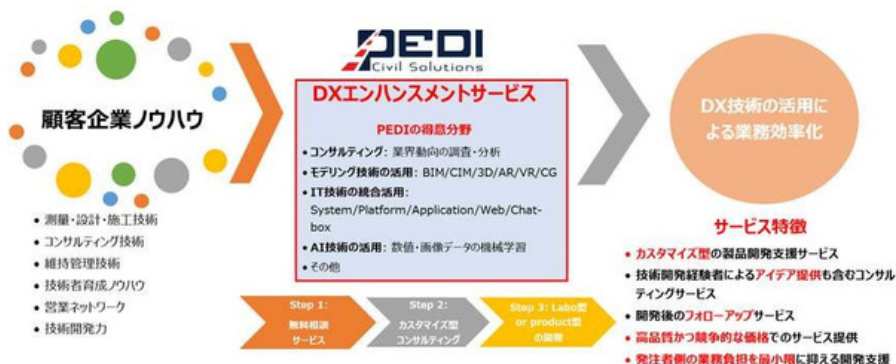 顧客企業ノウハウ
• 測量・設計・施工技術
• コンサルティング技術
• 維持管理技術
• 技術者育成ノウハウ
• 営業ネットワーク
• 技術開発力
PEDI
Civil Solutions
DXエンハンスメントサービス
PEDIの得意分野
• コンサルティング: 業界動向の調査・分析
• モデリング技術の活用: BIM/CIM/3D/AR/VR/CG
• IT技術の統合活用:
System/Platform/Application/Web/Chat-
box
• AI技術の活用: 数値・画像データの機械学習
• その他
Step 1:
無料相談
サービス
Step 2:
カスタマイズ型
コンサルティング
Step 3: Labo型
or product型
の開発
DX技術の活用に
よる業務効率化
サービス特徴
• カスタマイズ型の製品開発支援サービス
• 技術開発経験者によるアイデア提供も含むコンサル
ティングサービス
• 開発後のフォローアップサービス
• 高品質かつ競争的な価格でのサービス提供
• 発注者側の業務負担を最小限に抑える開発支援